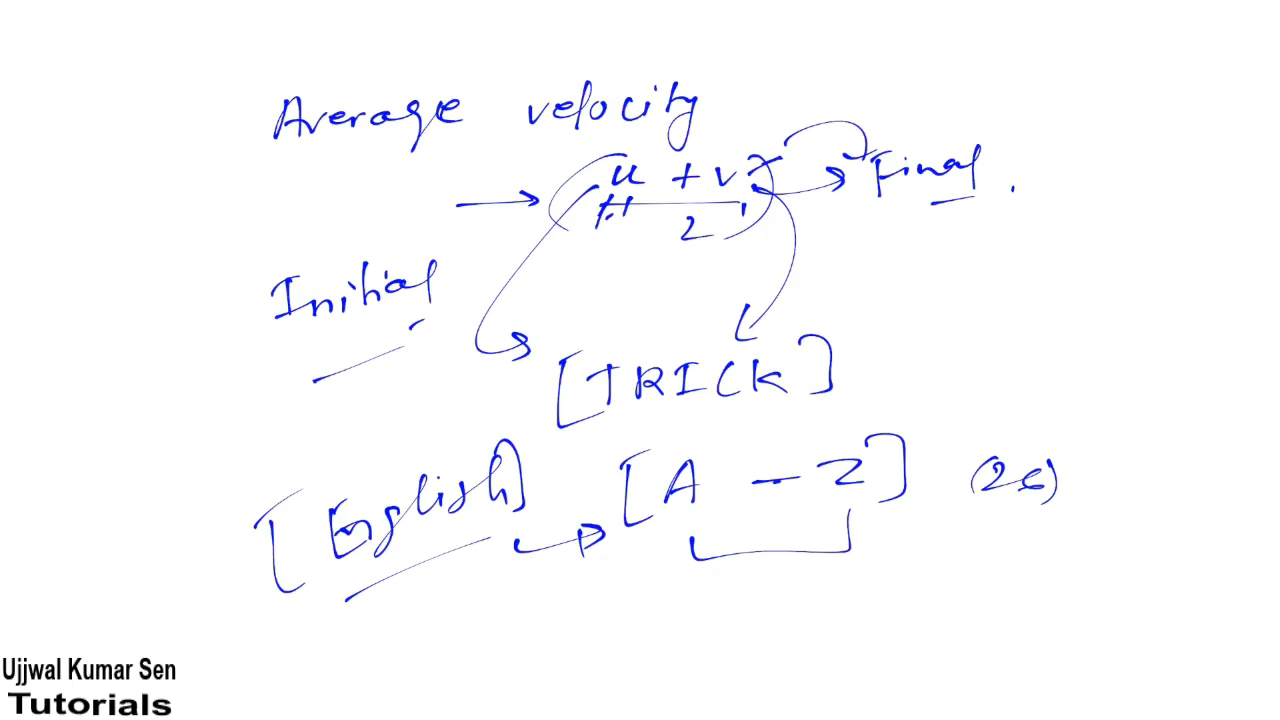 Average velocity
u + v
2
Final
Initial
[TRICK]
[English] [A - Z] (26)
Ujjwal Kumar Sen
Tutorials